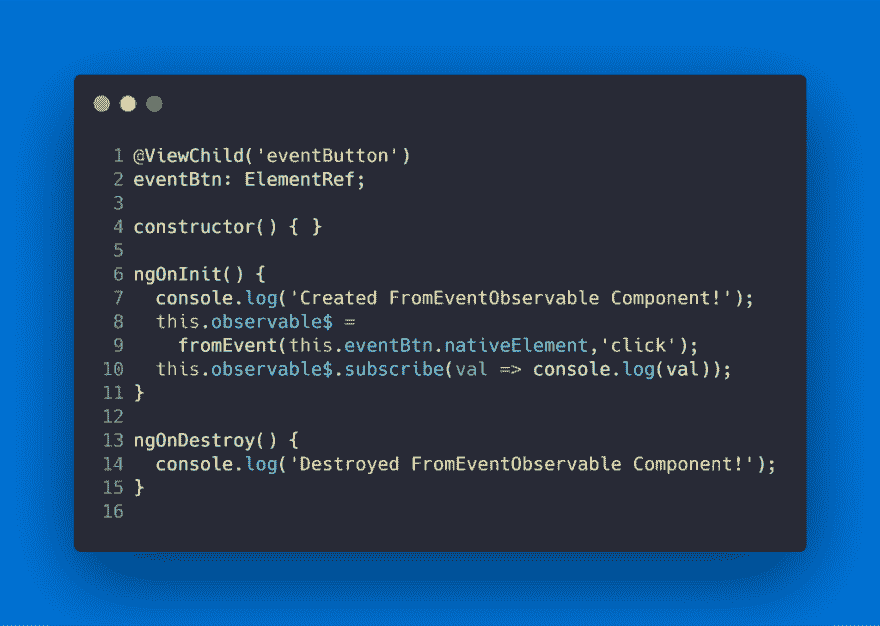 1 @ViewChild('eventButton')
2 eventBtn: ElementRef;
3
4 constructor() { }
5
6 ngOnInit() {
7   console.log('Created FromEventObservable Component!');
8   this.observable$ =
9     fromEvent(this.eventBtn.nativeElement,'click');
10   this.observable$.subscribe(val => console.log(val));
11 }
12
13 ngOnDestroy() {
14   console.log('Destroyed FromEventObservable Component!');
15 }
16